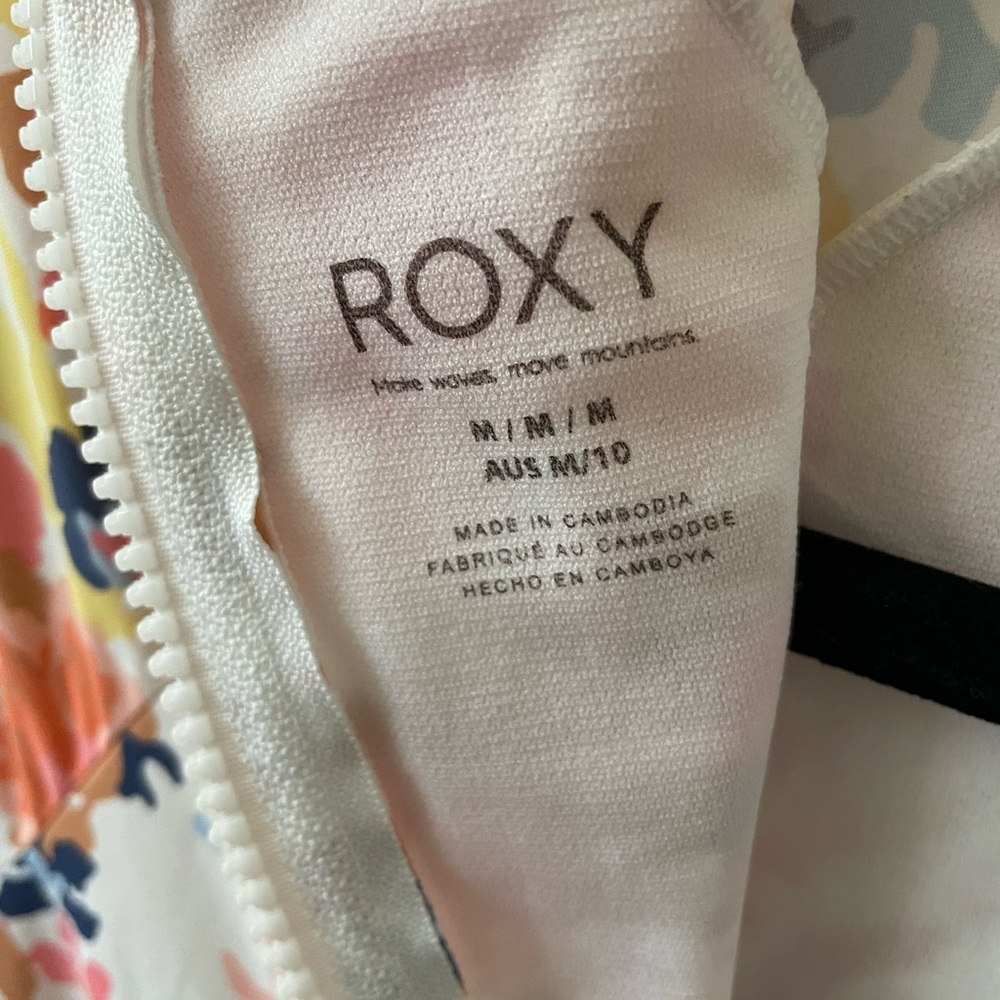 ROXY
Make waves, move mountains.
M / M / M
AUS M/10
MADE IN CAMBODIA
FABRIQUÉ AU CAMBODGE
HECHO EN CAMBOYA